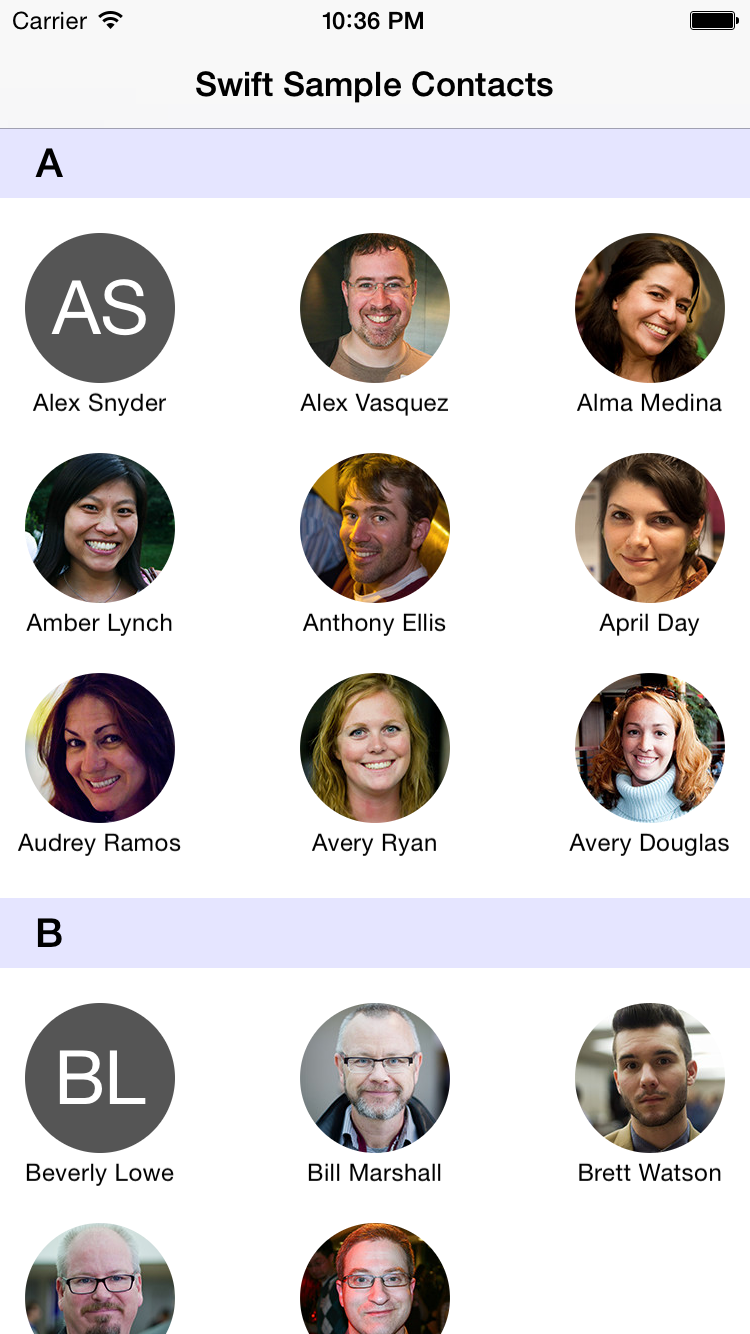 Carrier 10:36 PM
Swift Sample Contacts
A
AS
Alex Snyder Alex Vasquez Alma Medina
Amber Lynch Anthony Ellis April Day
Audrey Ramos Avery Ryan Avery Douglas
B
BL
Beverly Lowe Bill Marshall Brett Watson